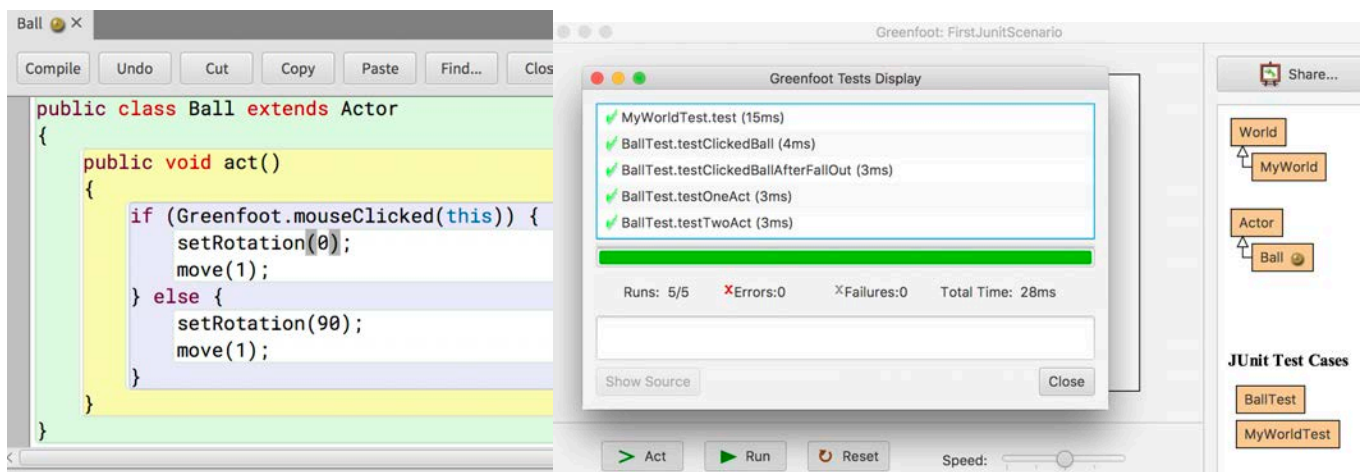 Ball
Compile Undo Cut Copy Paste Find... Clos
public class Ball extends Actor
{
public void act()
{
if (Greenfoot.mouseClicked(this)) {
setRotation(0);
move(1);
} else {
setRotation(90);
move(1);
}
}
}
Greenfoot: FirstJunitScenario
Greenfoot Tests Display
MyWorldTest.test (15ms)
BallTest.testClickedBall (4ms)
BallTest.testClickedBallAfterFallOut (3ms)
BallTest.testOneAct (3ms)
BallTest.testTwoAct (3ms)
Runs: 5/5 XErrors:0 XFailures:0 Total Time: 28ms
Show Source Close
Act Run Reset Speed:
Share...
World
MyWorld
Actor
Ball
JUnit Test Cases
BallTest
MyWorldTest